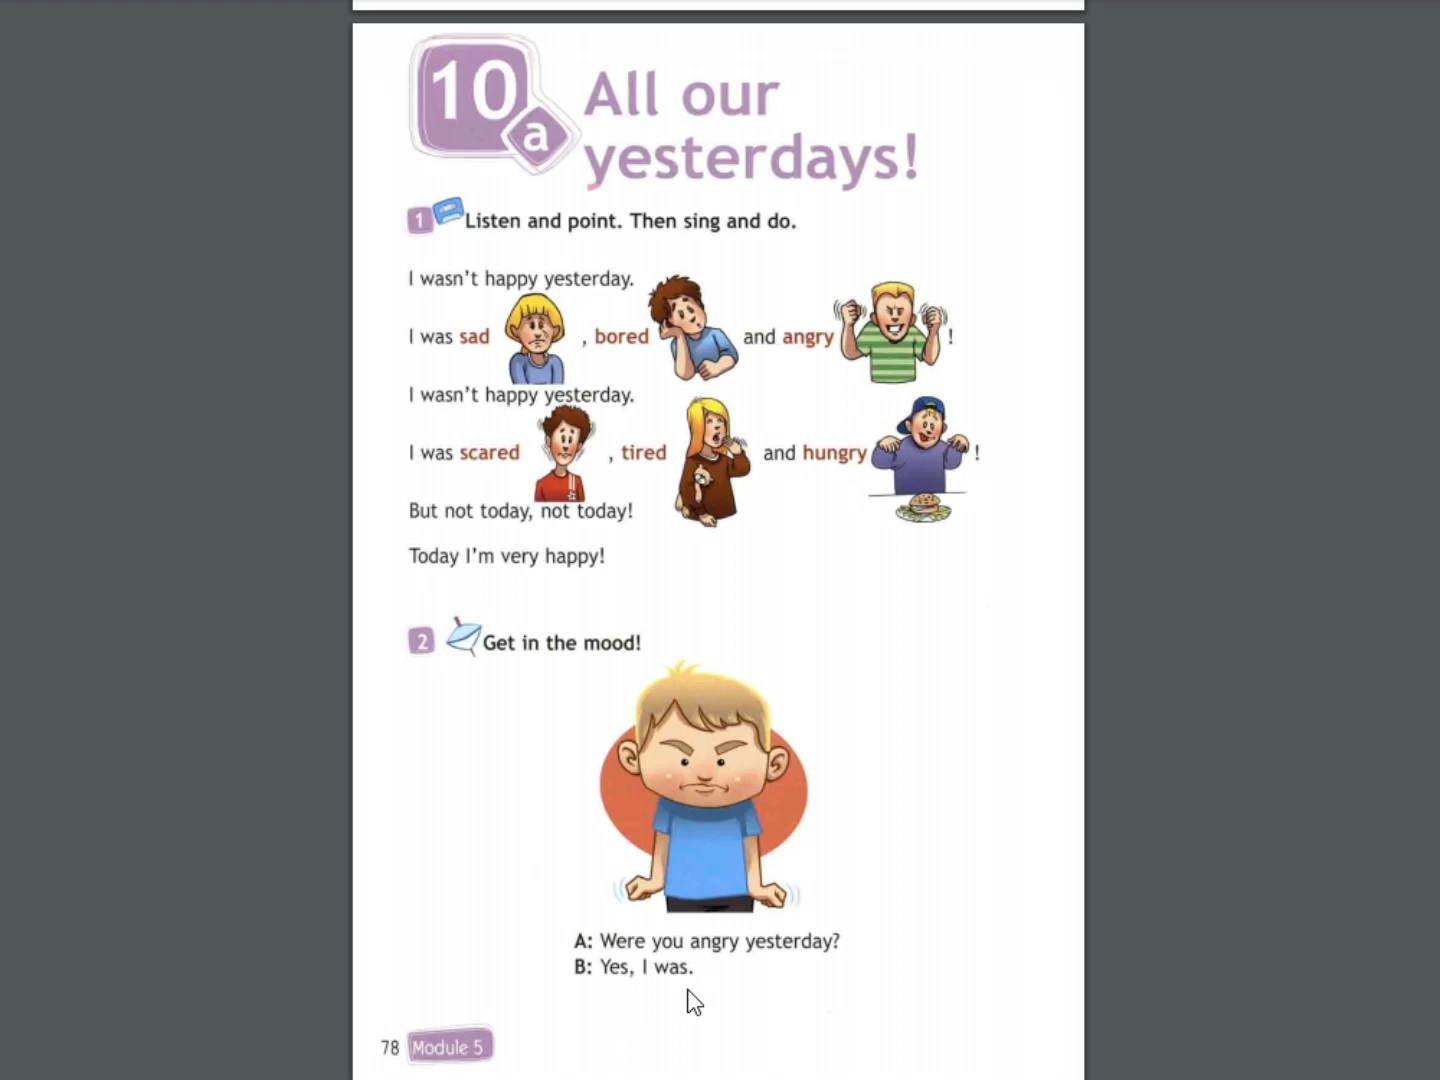 10
a
All our
yesterdays!
1 Listen and point. Then sing and do.
I wasn't happy yesterday.
I was sad , bored and angry !
I wasn't happy yesterday.
I was scared , tired and hungry !
But not today, not today!
Today I'm very happy!
2 Get in the mood!
A: Were you angry yesterday?
B: Yes, I was.
78 Module 5